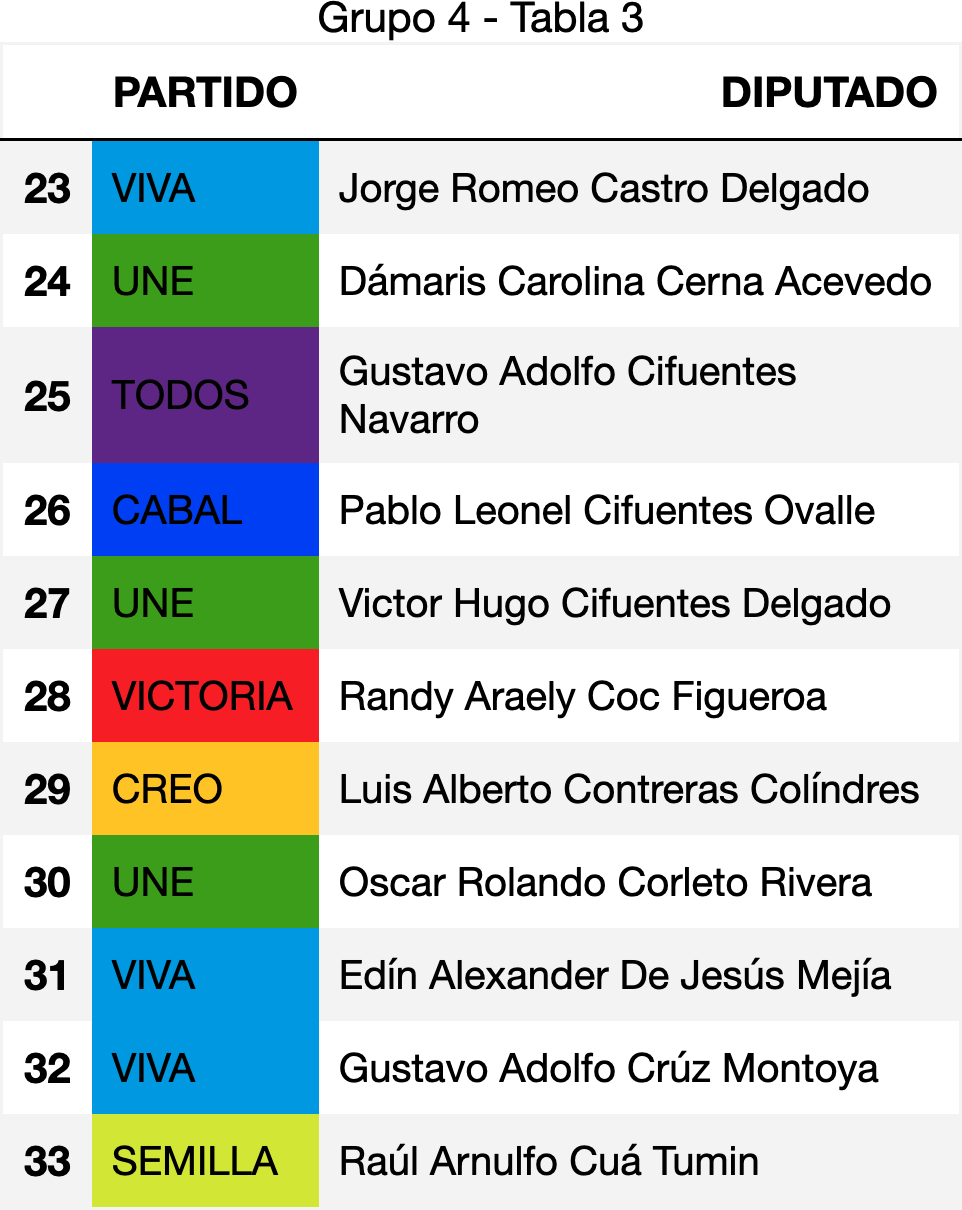 Grupo 4 - Tabla 3
PARTIDO DIPUTADO
23 VIVA Jorge Romeo Castro Delgado
24 UNE Dámaris Carolina Cerna Acevedo
25 TODOS Gustavo Adolfo Cifuentes
Navarro
26 CABAL Pablo Leonel Cifuentes Ovalle
27 UNE Victor Hugo Cifuentes Delgado
28 VICTORIA Randy Araely Coc Figueroa
29 CREO Luis Alberto Contreras Colíndres
30 UNE Oscar Rolando Corleto Rivera
31 VIVA Edín Alexander De Jesús Mejía
32 VIVA Gustavo Adolfo Crúz Montoya
33 SEMILLA Raúl Arnulfo Cuá Tumin